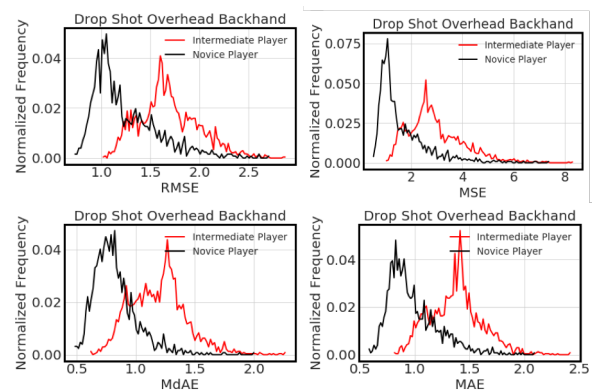 Drop Shot Overhead Backhand
Normalized Frequency
0.04
0.02
0.00
Intermediate Player
Novice Player
1.0 1.5 2.0 2.5
RMSE
Drop Shot Overhead Backhand
Normalized Frequency
0.075
0.050
0.025
0.000
Intermediate Player
Novice Player
2 4 6 8
MSE
Drop Shot Overhead Backhand
Normalized Frequency
0.04
0.02
0.00
Intermediate Player
Novice Player
0.5 1.0 1.5 2.0
MdAE
Drop Shot Overhead Backhand
Normalized Frequency
0.04
0.02
0.00
Intermediate Player
Novice Player
0.5 1.0 1.5 2.0 2.5
MAE